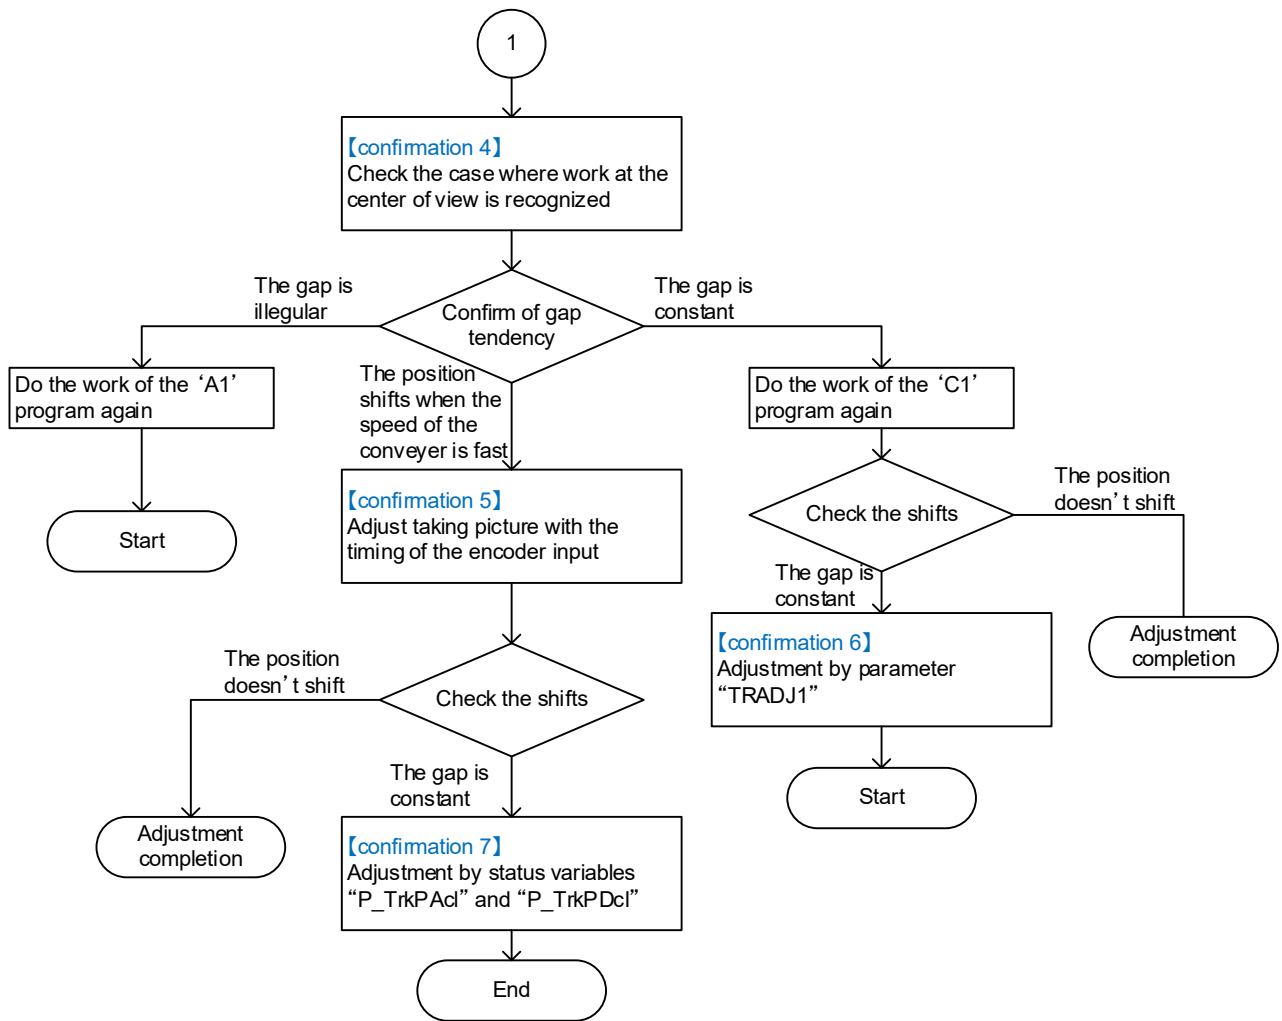 1
【confirmation 4】
Check the case where work at the
center of view is recognized
The gap is
illegular
The gap is
constant
Confirm of gap
tendency
Do the work of the ‘A1’
program again
The position
shifts when the
speed of the
conveyer is fast
Do the work of the ‘C1’
program again
Start
【confirmation 5】
Adjust taking picture with the
timing of the encoder input
Check the shifts
The position
doesn’t shift
The gap is
constant
【confirmation 6】
Adjustment by parameter
“TRADJ1”
Adjustment
completion
The position
doesn’t shift
Check the shifts
Start
The gap is
constant
Adjustment
completion
【confirmation 7】
Adjustment by status variables
“P_TrkPAcl” and “P_TrkPDcl”
End